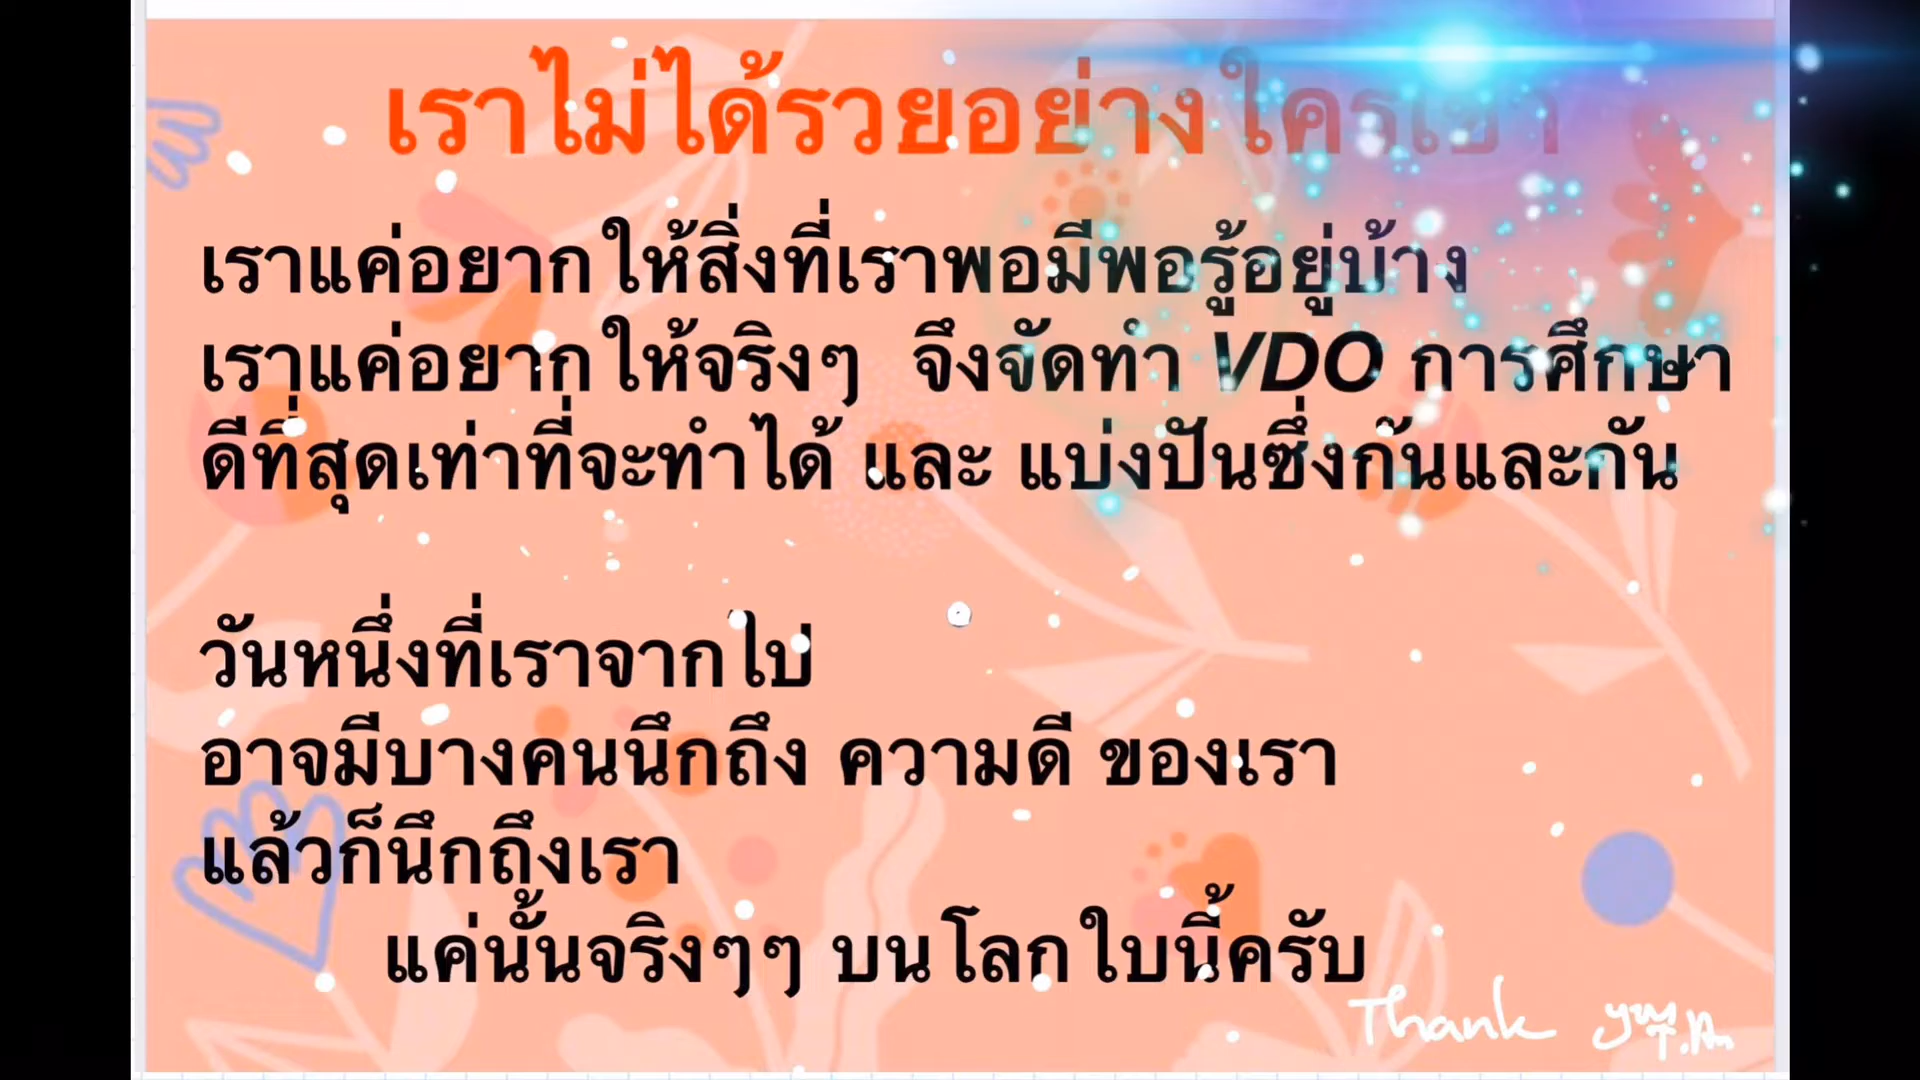 เราไม่ได้รวยอย่างใครเขา
เราแค่อยากให้สิ่งที่เราพอมีพอรู้อยู่บ้าง
เราแค่อยากให้จริงๆ จึงจัดทำ VDO การศึกษา
ดีที่สุดเท่าที่จะทำได้ และ แบ่งปันซึ่งกันและกัน
วันหนึ่งที่เราจากไป
อาจมีบางคนนึกถึง ความดี ของเรา
แล้วก็นึกถึงเรา
แค่นั้นจริงๆๆ บนโลกใบนี้ครับ
Thank